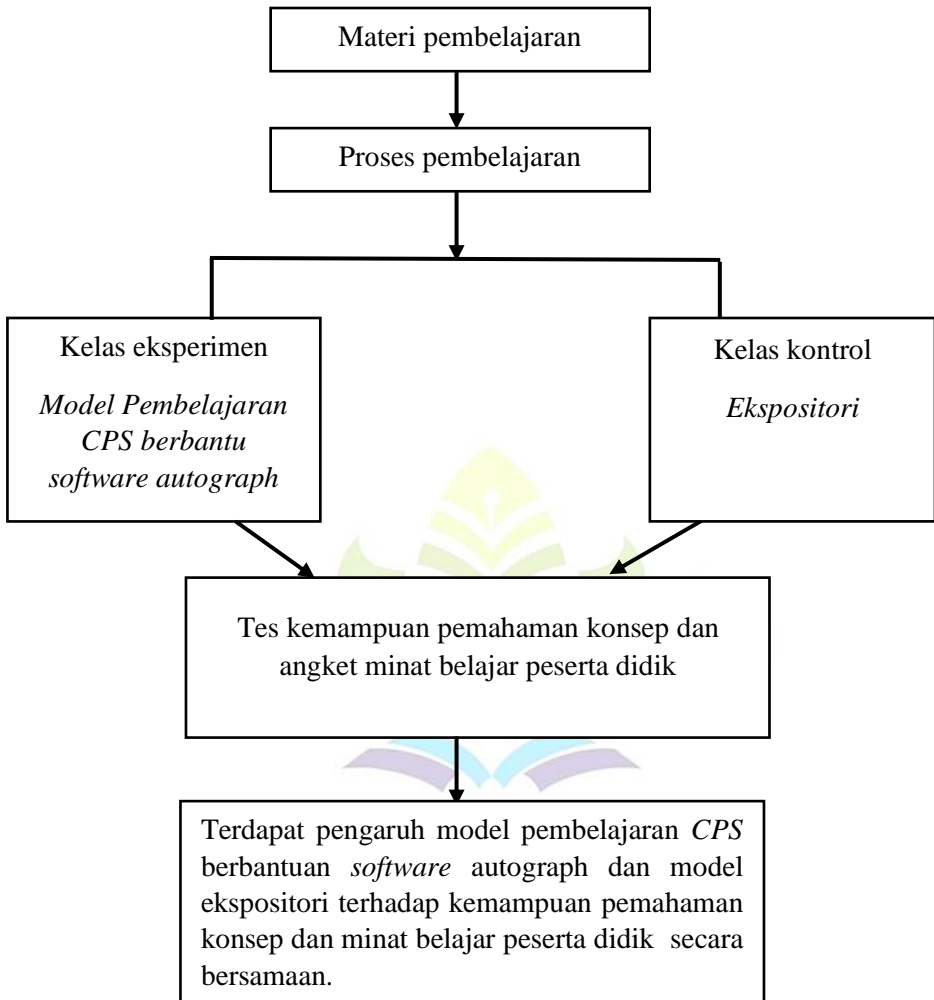 Materi pembelajaran
Proses pembelajaran
Kelas eksperimen
Model Pembelajaran
CPS berbantu
software autograph
Kelas kontrol
Ekspositori
Tes kemampuan pemahaman konsep dan
angket minat belajar peserta didik
Terdapat pengaruh model pembelajaran CPS
berbantuan software autograph dan model
ekspositori terhadap kemampuan pemahaman
konsep dan minat belajar peserta didik secara
bersamaan.